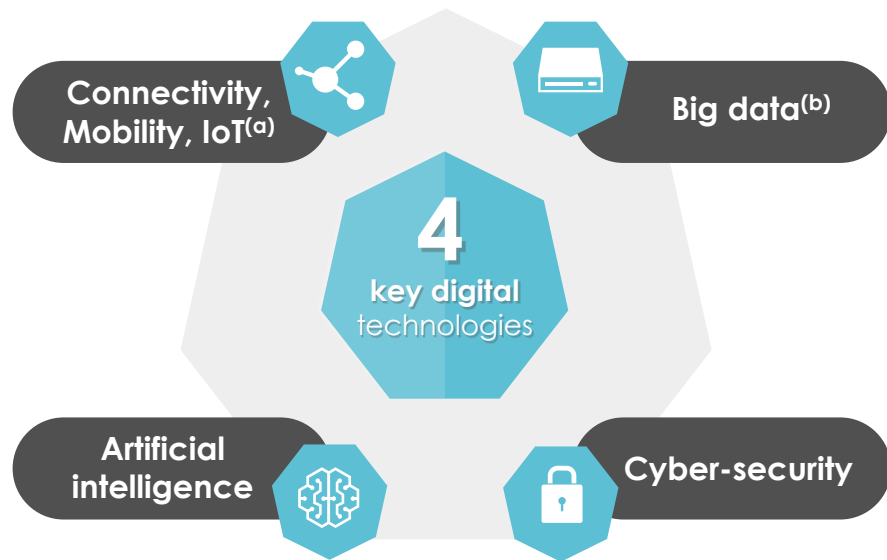 Connectivity,
Mobility, IoT(a)
Big data(b)
4
key digital
technologies
Artificial
intelligence
Cyber-security